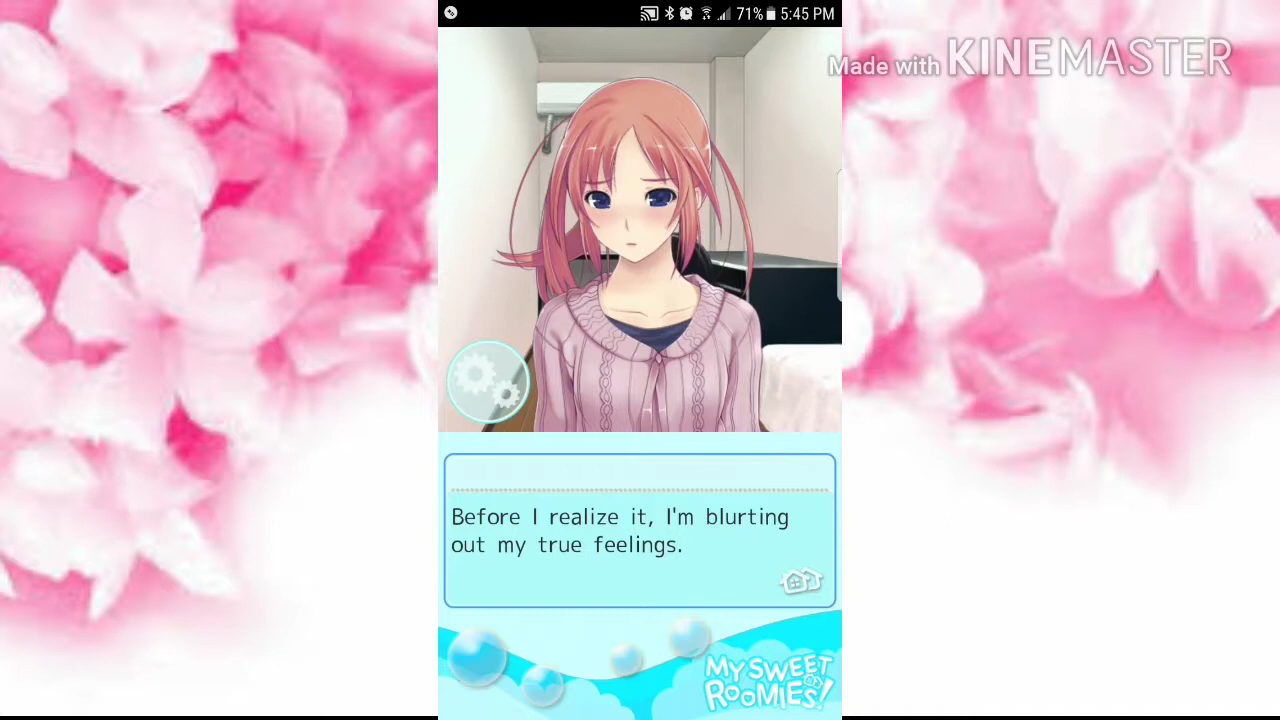 71% 5:45 PM
Made with KINEMASTER
Before I realize it, I'm blurting
out my true feelings.
MY SWEET
ROOMIES!